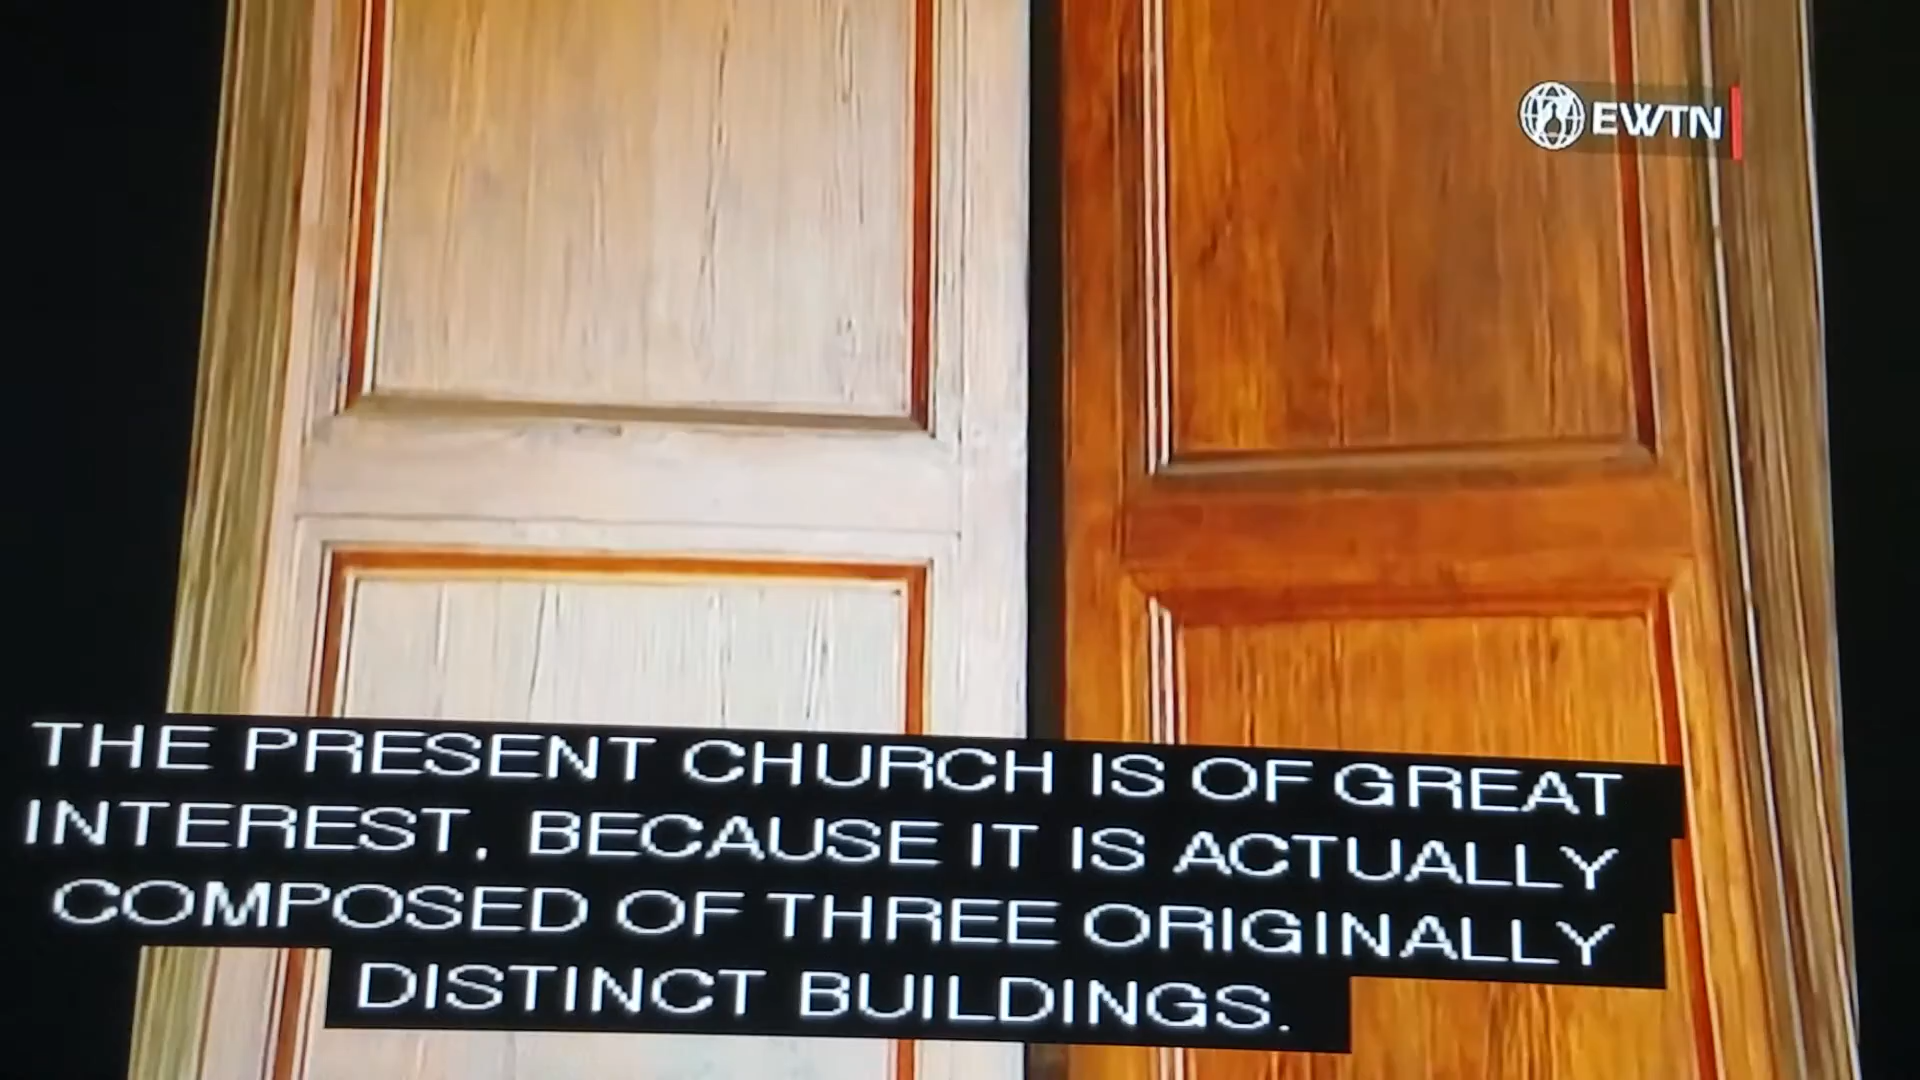 EWTN
THE PRESENT CHURCH IS OF GREAT
INTEREST, BECAUSE IT IS ACTUALLY
COMPOSED OF THREE ORIGINALLY
DISTINCT BUILDINGS.